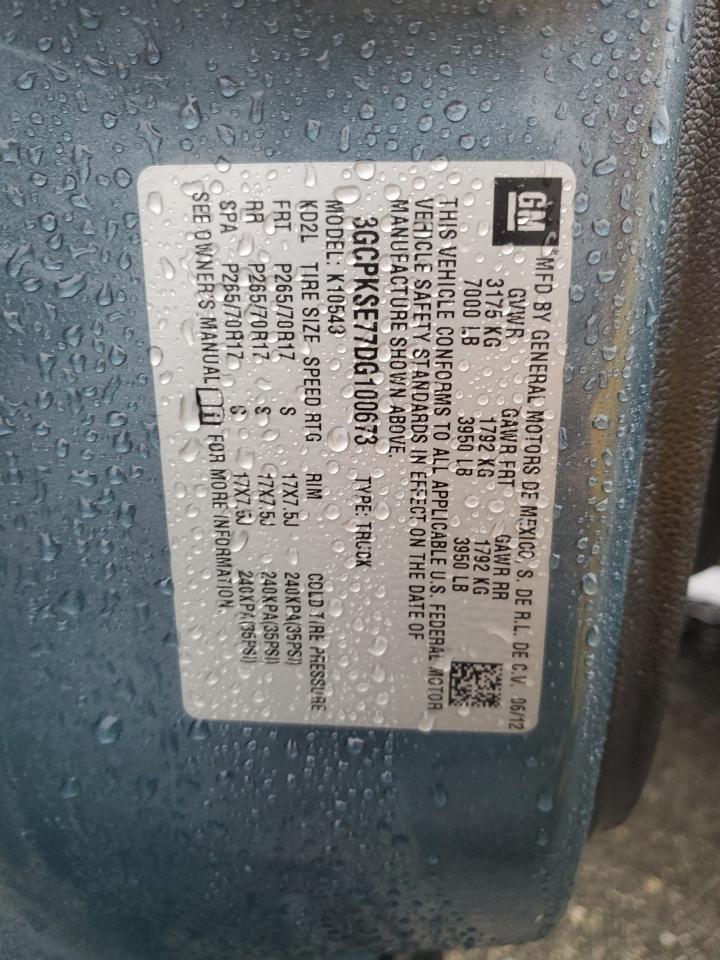 GM
MFD BY GENERAL MOTORS DE MEXICO, S. DE R.L. DE C.V. 06/12
GVWR GAWR FRT GAWR RR
3175 KG 1792 KG 1792 KG
7000 LB 3950 LB 3950 LB
THIS VEHICLE CONFORMS TO ALL APPLICABLE U.S. FEDERAL MOTOR
VEHICLE SAFETY STANDARDS IN EFFECT ON THE DATE OF
MANUFACTURE SHOWN ABOVE.
3GCPKSE77DG100673 TYPE: TRUCK
MODEL: K10543
KD2L TIRE SIZE SPEED RTG RIM COLD TIRE PRESSURE
FRT P265/70R17 S 17X7.5J 240KPA(35PSI)
RR P265/70R17 S 17X7.5J 240KPA(35PSI)
SPA P265/70R17 S 17X7.5J 240KPA(35PSI)
SEE OWNER'S MANUAL FOR MORE INFORMATION